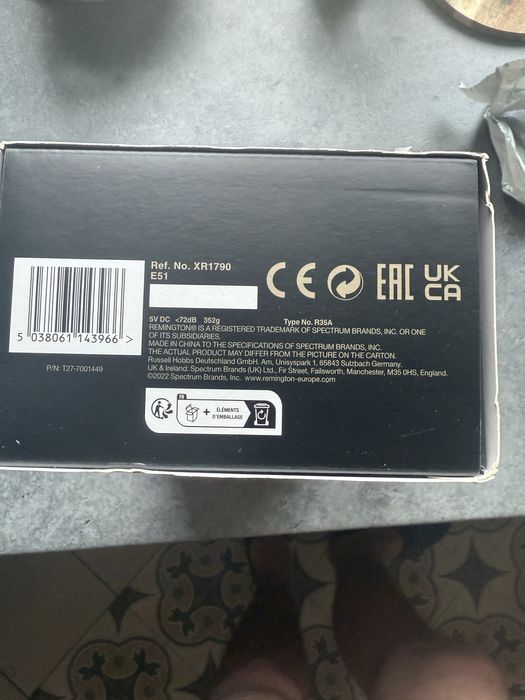 Ref. No. XR1790
E51
CE
EAC
UK
CA
5 038061 143966 >
P/N: T27-7001449
5V DC <72dB 352g Type No. R35A
REMINGTON® IS A REGISTERED TRADEMARK OF SPECTRUM BRANDS, INC. OR ONE
OF ITS SUBSIDIARIES.
MADE IN CHINA TO THE SPECIFICATIONS OF SPECTRUM BRANDS, INC.
THE ACTUAL PRODUCT MAY DIFFER FROM THE PICTURE ON THE CARTON.
Russell Hobbs Deutschland GmbH. Am, Unisyspark 1, 65843 Sulzbach Germany.
UK & Ireland: Spectrum Brands (UK) Ltd., Fir Street, Failsworth, Manchester, M35 0HS, England.
©2022 Spectrum Brands, Inc. www.remington-europe.com
FR
+ ÉLÉMENTS
D'EMBALLAGE